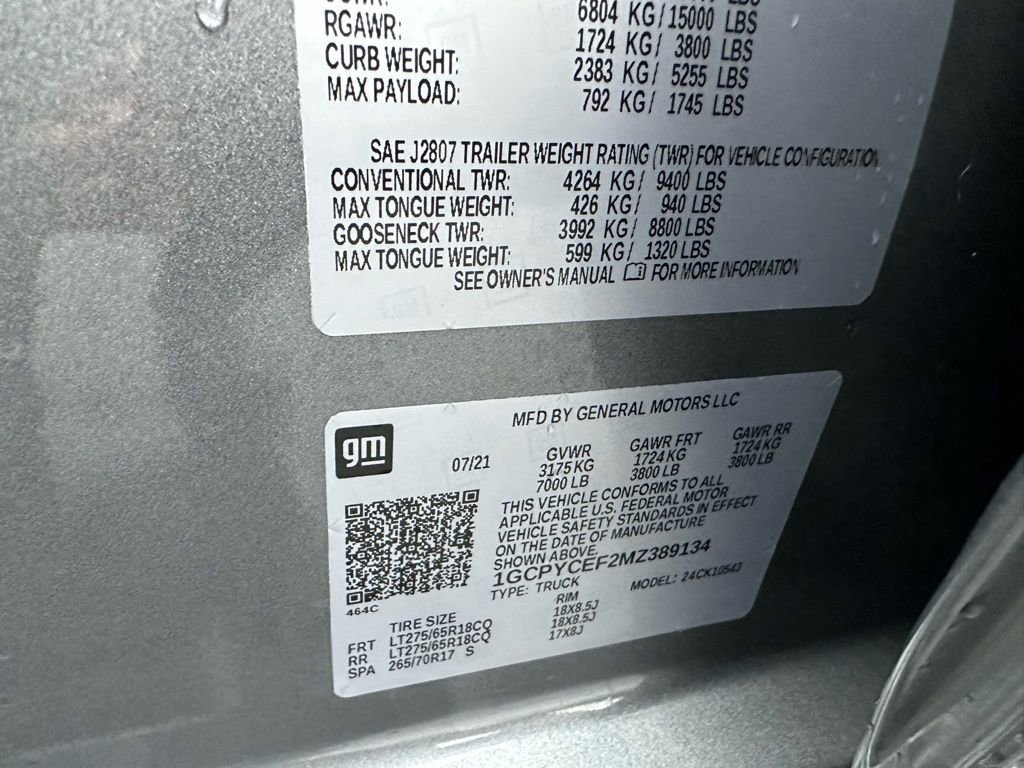 6804 KG/15000 LBS
RGAWR: 1724 KG/ 3800 LBS
CURB WEIGHT: 2383 KG/ 5255 LBS
MAX PAYLOAD: 792 KG/ 1745 LBS
SAE J2807 TRAILER WEIGHT RATING (TWR) FOR VEHICLE CONFIGURATION
CONVENTIONAL TWR: 4264 KG/ 9400 LBS
MAX TONGUE WEIGHT: 426 KG/ 940 LBS
GOOSENECK TWR: 3992 KG/ 8800 LBS
MAX TONGUE WEIGHT: 599 KG/ 1320 LBS
SEE OWNER'S MANUAL FOR MORE INFORMATION
MFD BY GENERAL MOTORS LLC
gm
07/21
GVWR GAWR FRT GAWR RR
3175 KG 1724 KG 1724 KG
7000 LB 3800 LB 3800 LB
THIS VEHICLE CONFORMS TO ALL
APPLICABLE U.S. FEDERAL MOTOR
VEHICLE SAFETY STANDARDS IN EFFECT
ON THE DATE OF MANUFACTURE
SHOWN ABOVE.
1GCPYCEF2MZ389134
TYPE: TRUCK MODEL: 24CK10543
464C
TIRE SIZE RIM
FRT LT275/65R18CQ 18X8.5J
RR LT275/65R18CQ 18X8.5J
SPA 265/70R17 S 17X8J